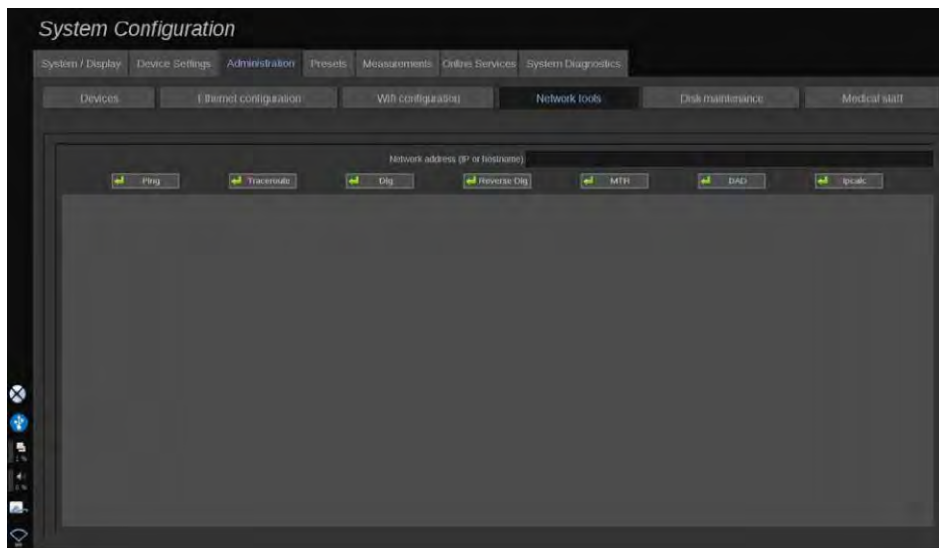 System Configuration
System / Display Device Settings Administration Presets Measurements Online Services System Diagnostics
Devices Ethernet configuration Wifi configuration Network tools Disk maintenance Medical staff
Network address (IP or hostname)
Ping Traceroute Dig Reverse Dig MTR DAD Ipcalc
1 %